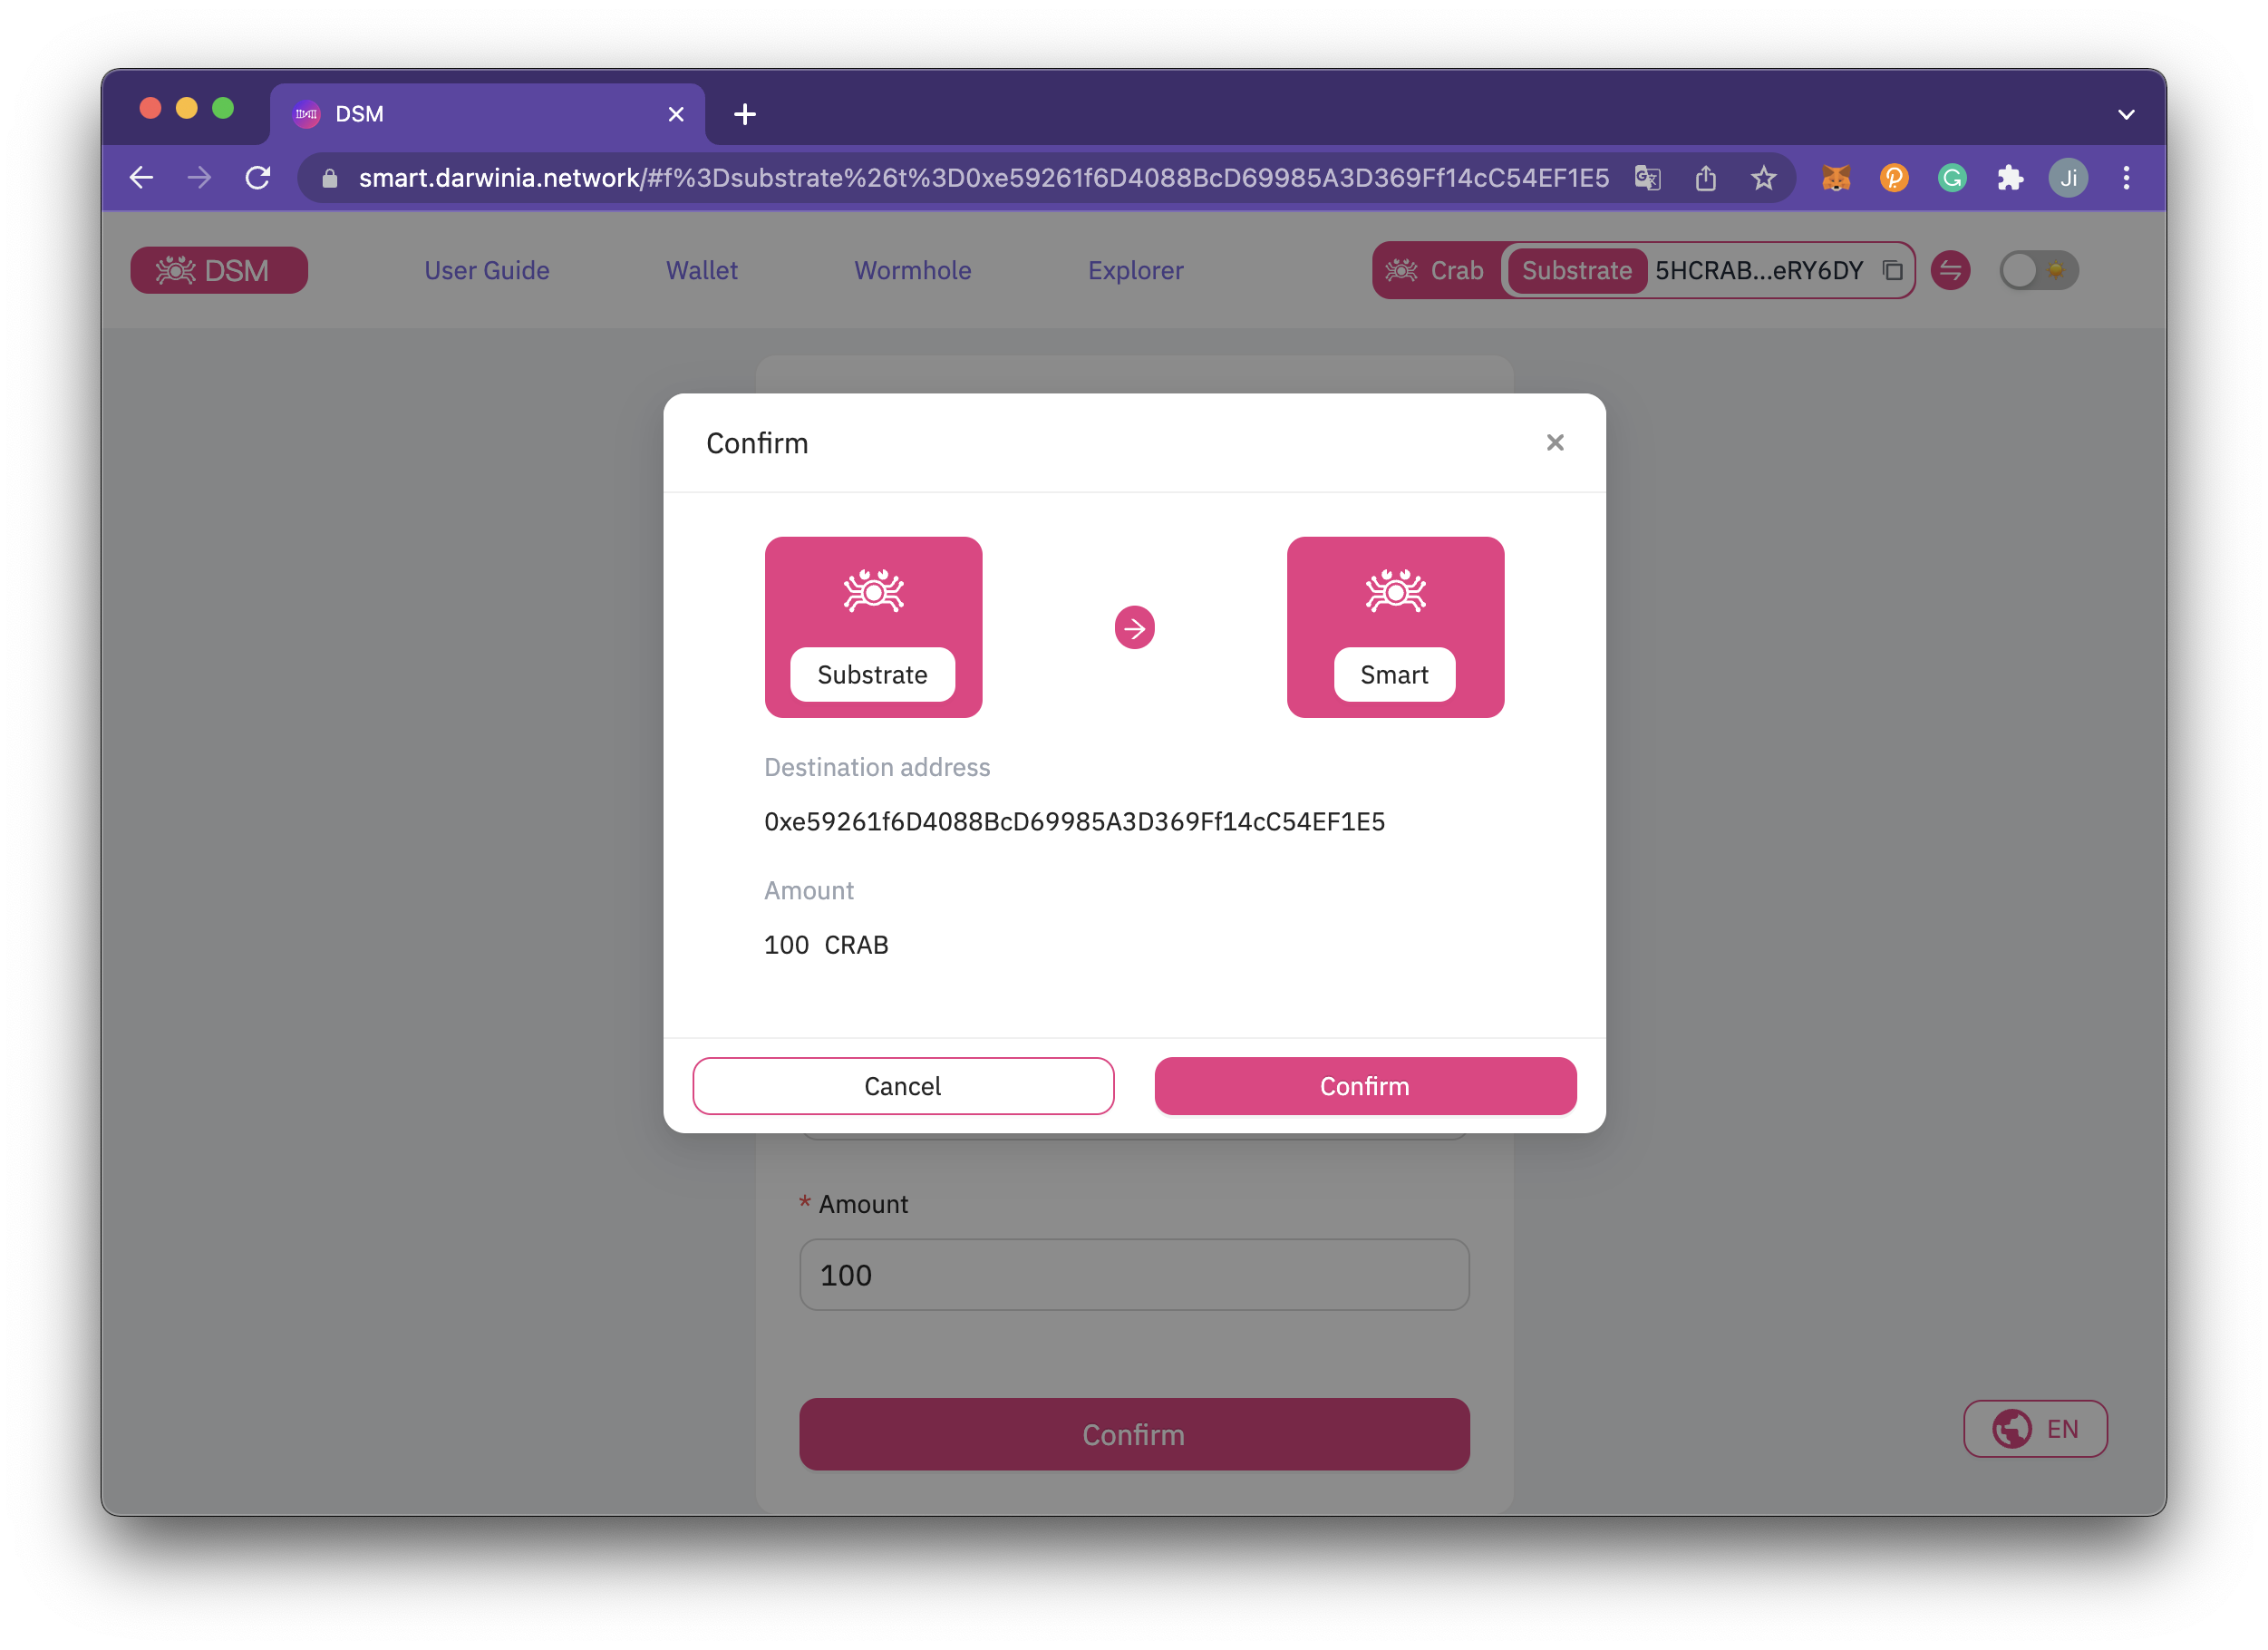 DSM
smart.darwinia.network/#f%3Dsubstrate%26t%3D0xe59261f6D4088BcD69985A3D369Ff14cC54EF1E5
Ji
DSM User Guide Wallet Wormhole Explorer Crab Substrate 5HCRAB...eRY6DY
Confirm
Substrate Smart
Destination address
0xe59261f6D4088BcD69985A3D369Ff14cC54EF1E5
Amount
100 CRAB
Cancel Confirm
* Amount
100
Confirm
EN